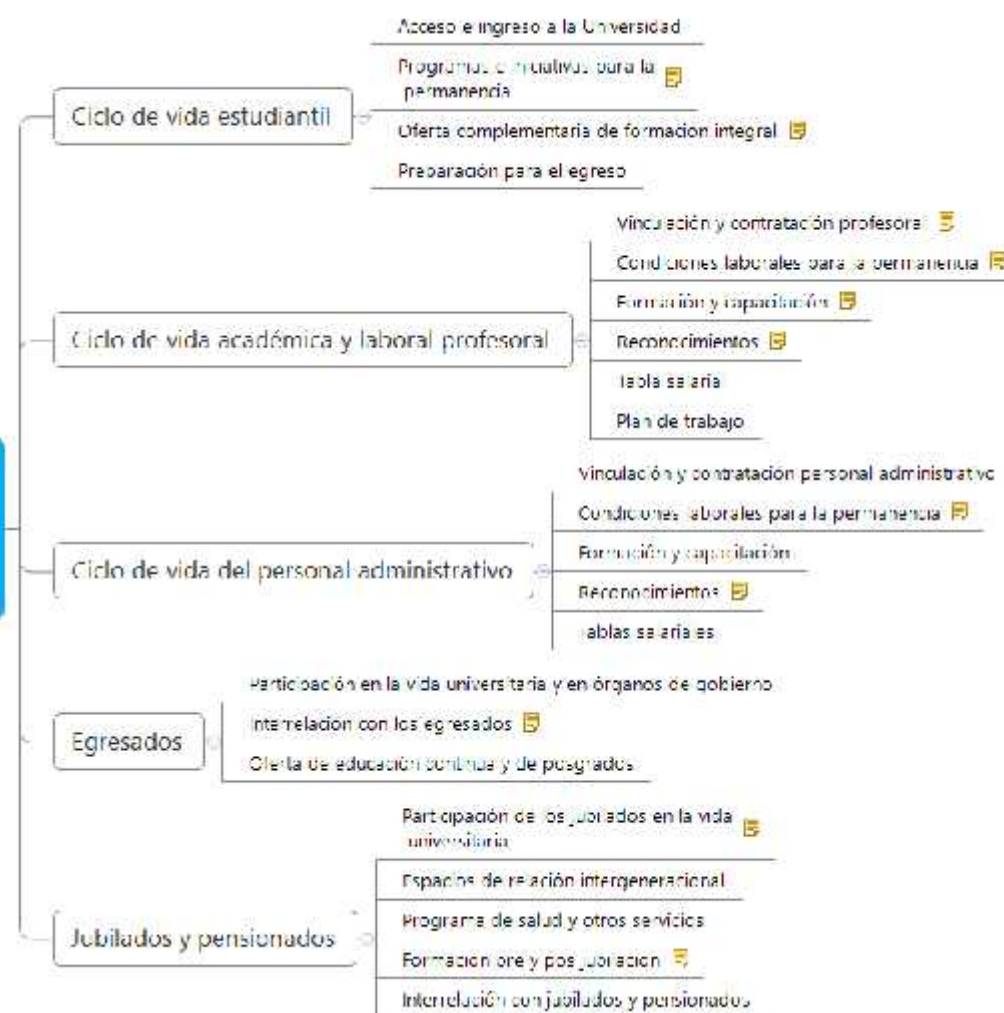 Acceso e ingreso a la Universidad
Programas e iniciativas para la
permanencia
Ciclo de vida estudiantil
Oferta complementaria de formacion integral
Preparación para el egreso
Vinculación y contratación profesoral
Condiciones laborales para la permanencia
Formación y capacitación
Ciclo de vida académica y laboral profesoral
Reconocimientos
Tabla salarial
Plan de trabajo
Vinculación y contratación personal administrativo
Condiciones laborales para la permanencia
Formación y capacitación
Ciclo de vida del personal administrativo
Reconocimientos
Tablas salariales
Participación en la vida universitaria y en órganos de gobierno
Interrelacion con los egresados
Egresados
Oferta de educación continua y de posgrados
Participación de los jubilados en la vida
universitaria
Espacios de relación intergeneracional
Programa de salud y otros servicios
Jubilados y pensionados
Formacion pre y pos jubilacion
Interrelación con jubilados y pensionados